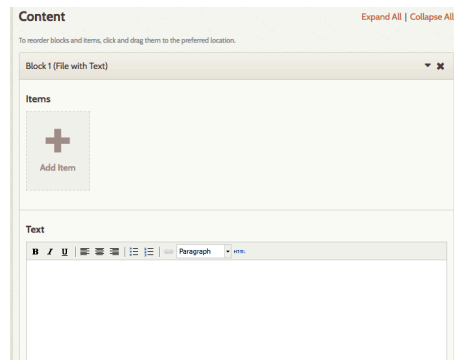 Content
Expand All | Collapse All
To reorder blocks and items, click and drag them to the preferred location.
Block 1 (File with Text)
Items
Add Item
Text
B I U Paragraph HTML